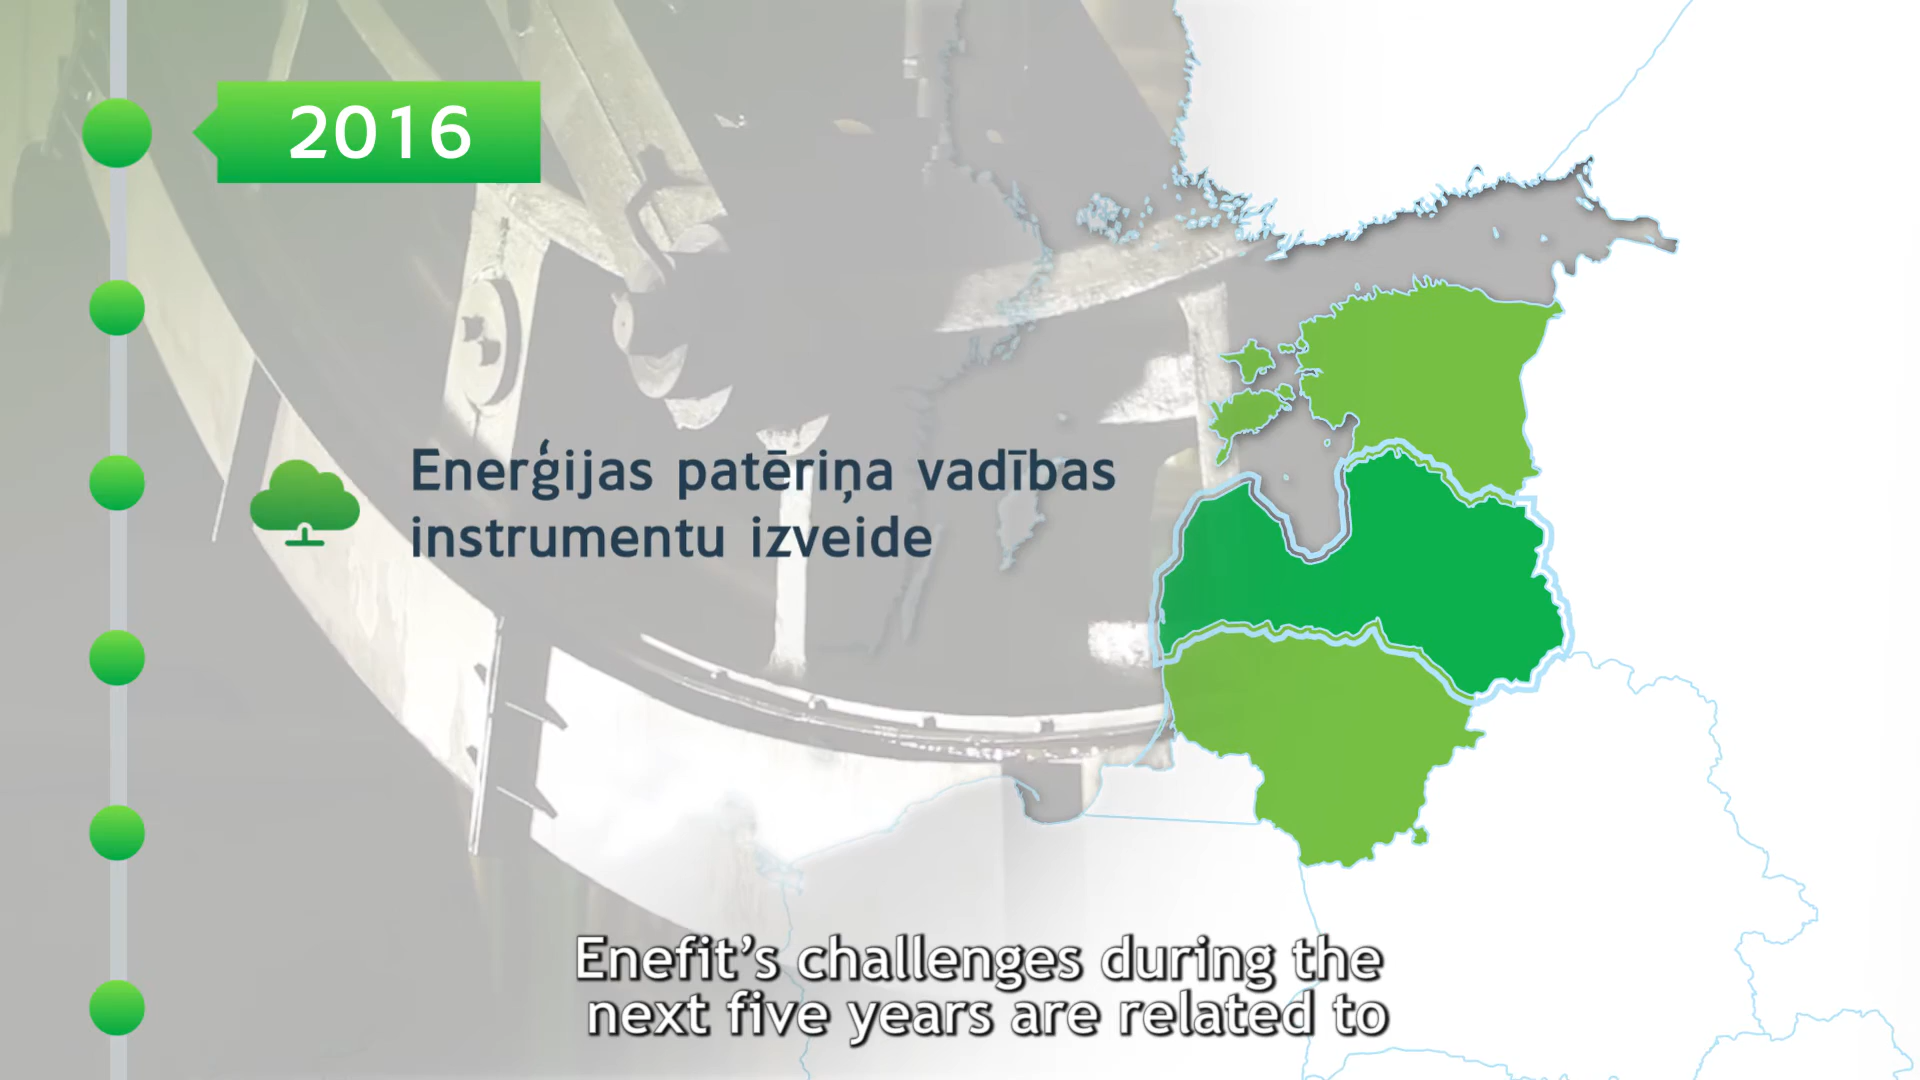 2016
Enerģijas patēriņa vadības
instrumentu izveide
Enefit's challenges during the
next five years are related to